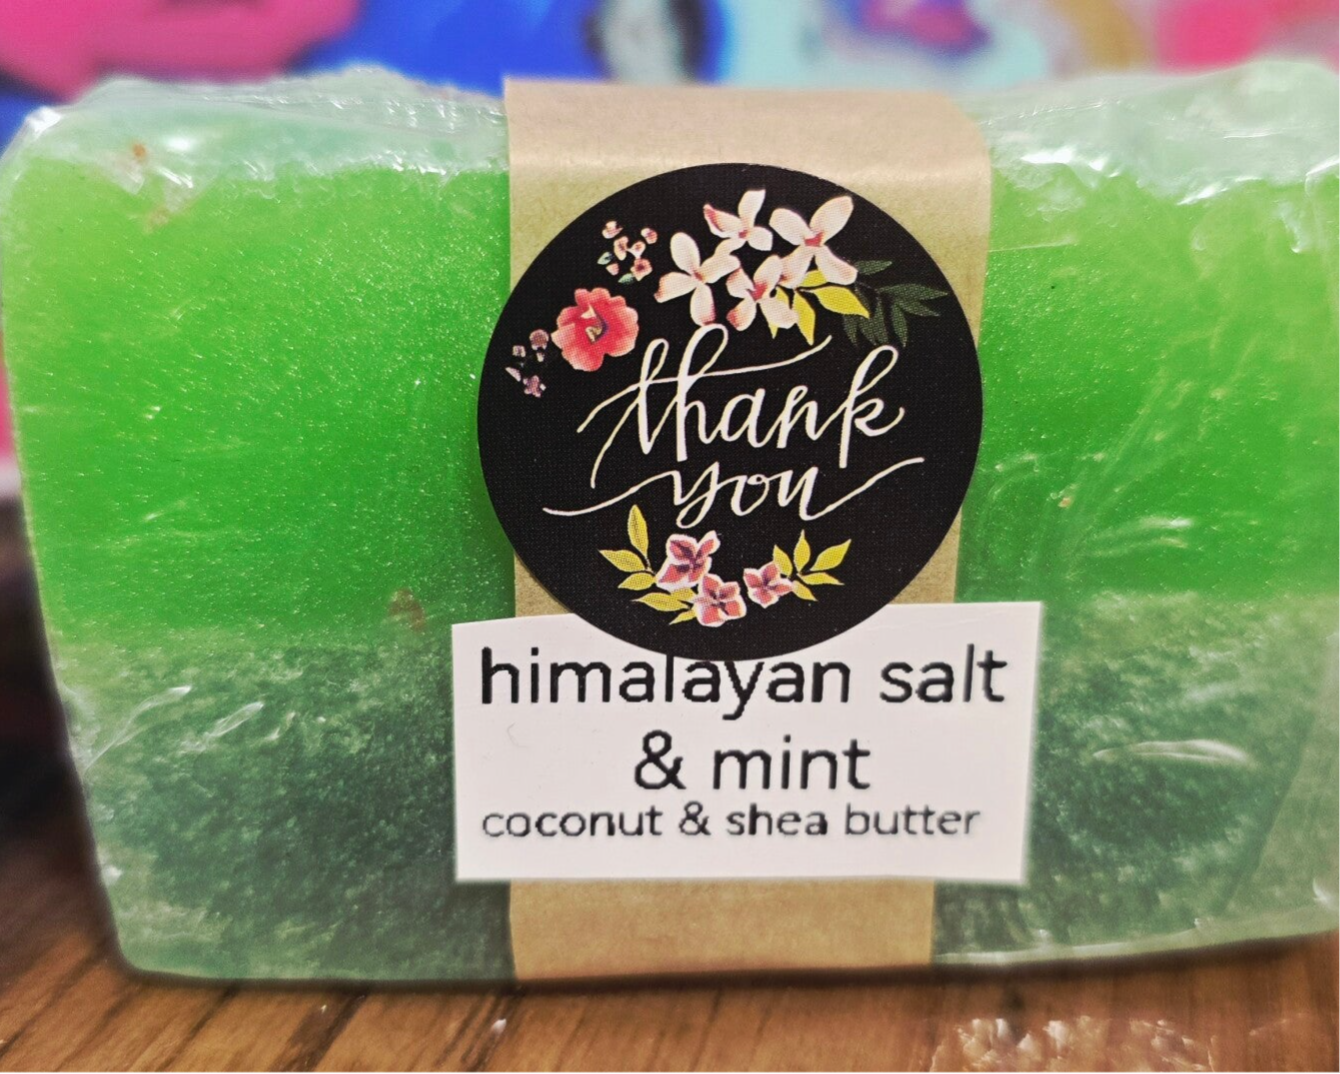 thank
you
himalayan salt
& mint
coconut & shea butter